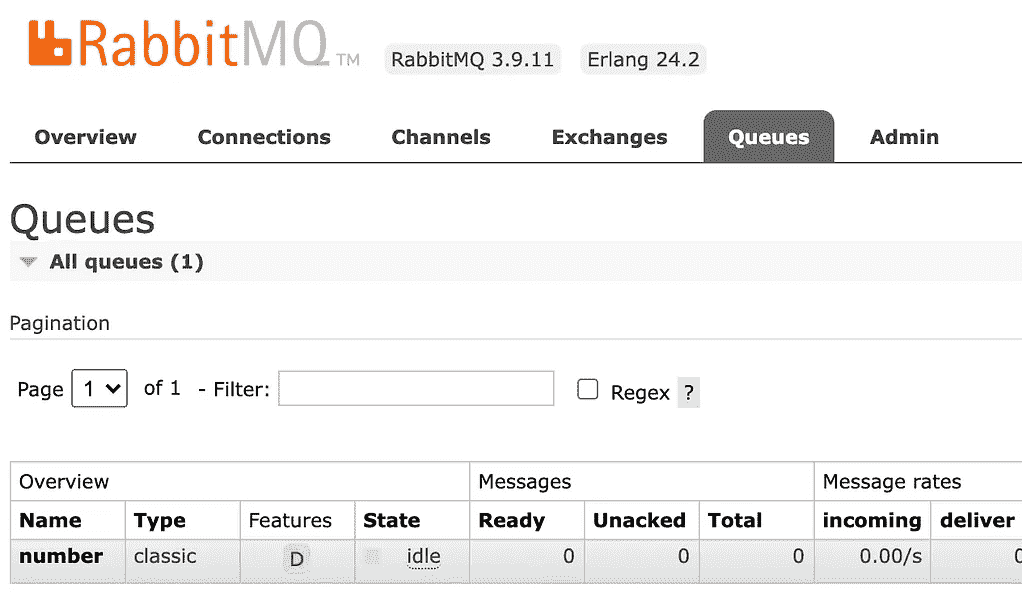 RabbitMQ TM RabbitMQ 3.9.11 Erlang 24.2
Overview Connections Channels Exchanges Queues Admin
Queues
All queues (1)
Pagination
Page 1 of 1 - Filter: Regex ?
Overview Messages Message rates
Name Type Features State Ready Unacked Total incoming deliver
number classic D idle 0 0 0 0.00/s